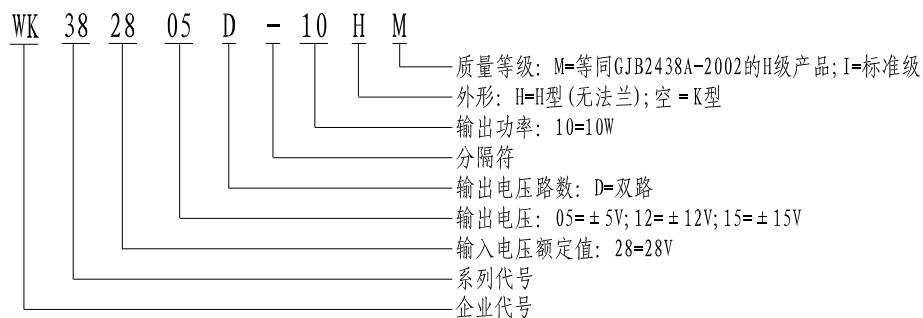 WK 38 28 05 D - 10 H M
质量等级: M=等同GJB2438A-2002的H级产品; I=标准级
外形: H=H型(无法兰); 空 =K型
输出功率: 10=10W
分隔符
输出电压路数: D=双路
输出电压: 05=±5V; 12=±12V; 15=±15V
输入电压额定值: 28=28V
系列代号
企业代号